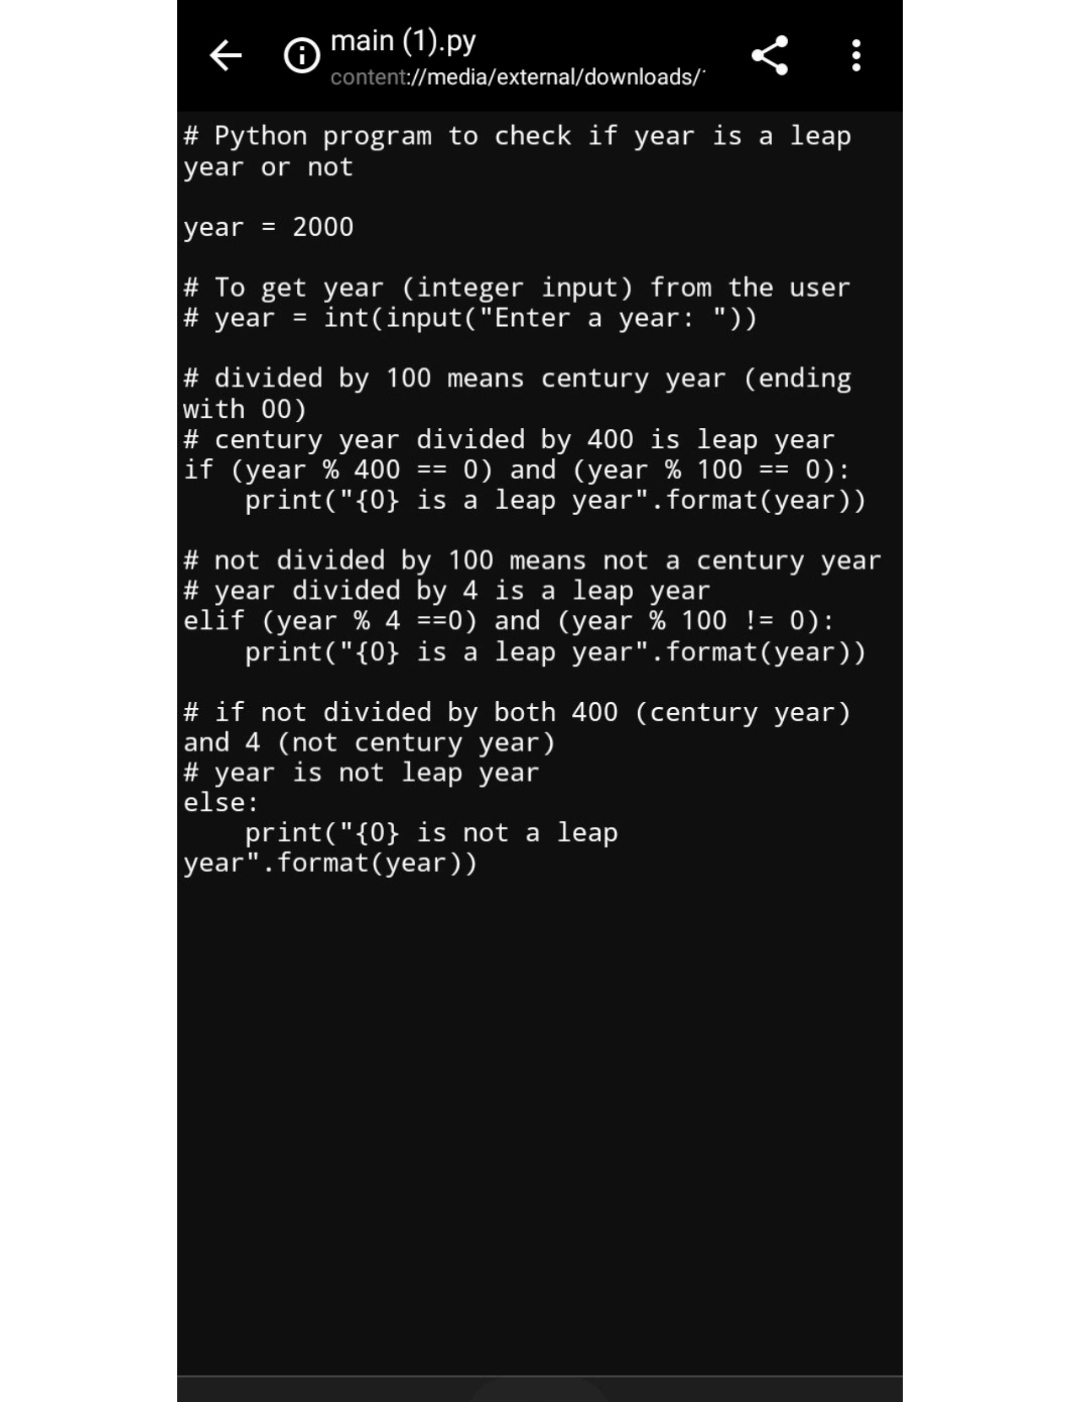 main (1).py
content://media/external/downloads/
# Python program to check if year is a leap
year or not
year = 2000
# To get year (integer input) from the user
# year = int(input("Enter a year: "))
# divided by 100 means century year (ending
with 00)
# century year divided by 400 is leap year
if (year % 400 == 0) and (year % 100 == 0):
    print("{0} is a leap year".format(year))
# not divided by 100 means not a century year
# year divided by 4 is a leap year
elif (year % 4 ==0) and (year % 100 != 0):
    print("{0} is a leap year".format(year))
# if not divided by both 400 (century year)
and 4 (not century year)
# year is not leap year
else:
    print("{0} is not a leap
year".format(year))